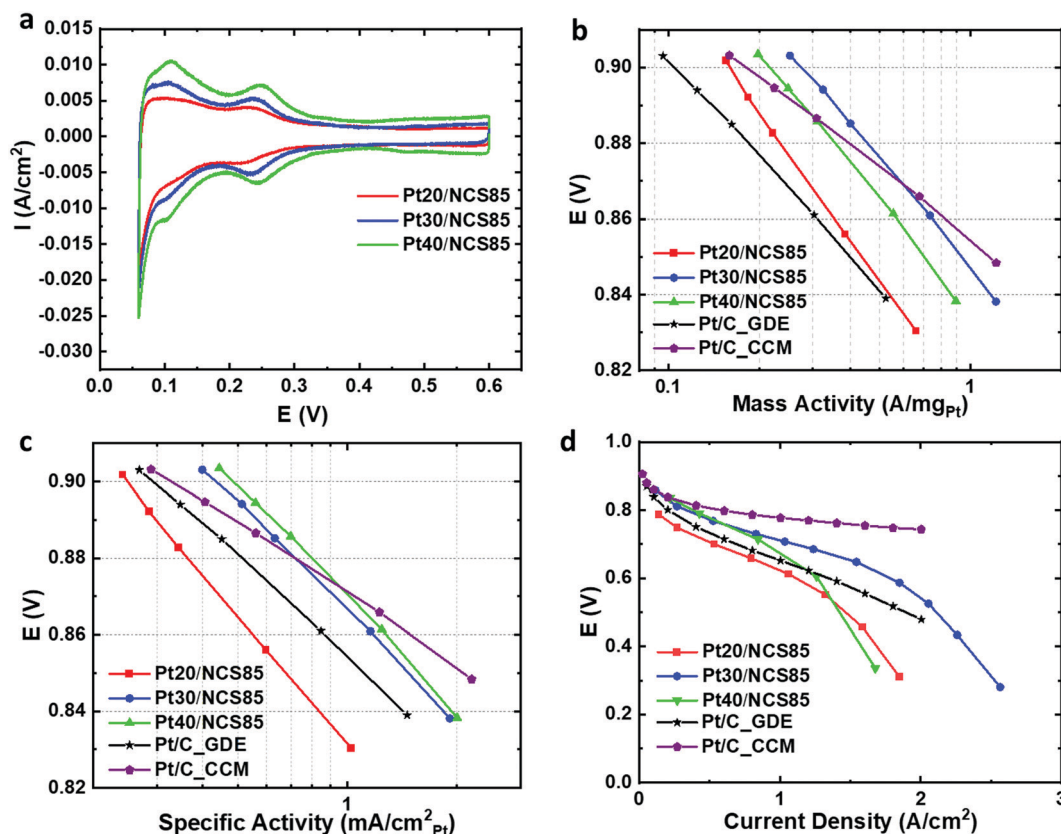 a
0.015
0.010
0.005
0.000
-0.005
-0.010
-0.015
-0.020
-0.025
-0.030
I (A/cm²)
Pt20/NCS85
Pt30/NCS85
Pt40/NCS85
0.0 0.1 0.2 0.3 0.4 0.5 0.6
E (V)
b
0.90
0.88
0.86
0.84
0.82
E (V)
Pt20/NCS85
Pt30/NCS85
Pt40/NCS85
Pt/C_GDE
Pt/C_CCM
0.1 1
Mass Activity (A/mgPt)
c
0.90
0.88
0.86
0.84
0.82
E (V)
Pt20/NCS85
Pt30/NCS85
Pt40/NCS85
Pt/C_GDE
Pt/C_CCM
1
Specific Activity (mA/cm²Pt)
d
1.0
0.8
0.6
0.4
0.2
0.0
E (V)
Pt20/NCS85
Pt30/NCS85
Pt40/NCS85
Pt/C_GDE
Pt/C_CCM
0 1 2 3
Current Density (A/cm²)